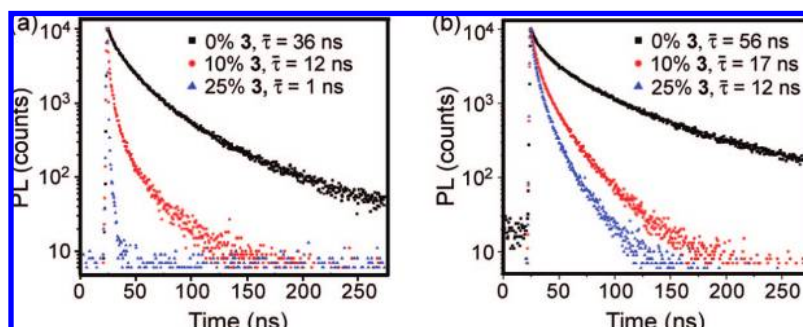 (a)
PL (counts)
10⁴
10³
10²
10
0% 3, τ̄ = 36 ns
10% 3, τ̄ = 12 ns
25% 3, τ̄ = 1 ns
0 50 100 150 200 250
Time (ns)
(b)
PL (counts)
10⁴
10³
10²
10
0% 3, τ̄ = 56 ns
10% 3, τ̄ = 17 ns
25% 3, τ̄ = 12 ns
0 50 100 150 200 250
Time (ns)